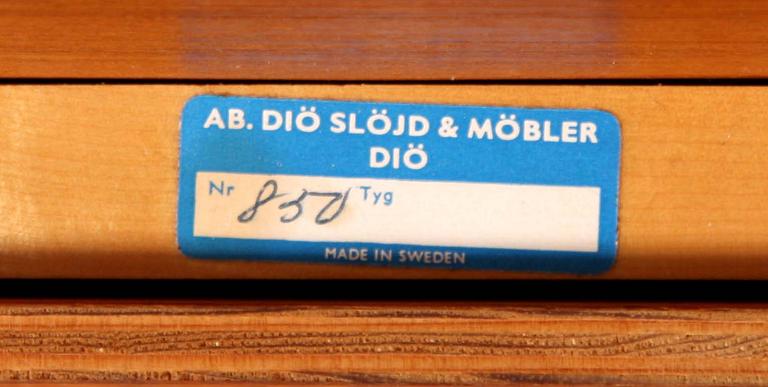 AB. DIÖ SLÖJD & MÖBLER
DIÖ
Nr 850 Tyg
MADE IN SWEDEN